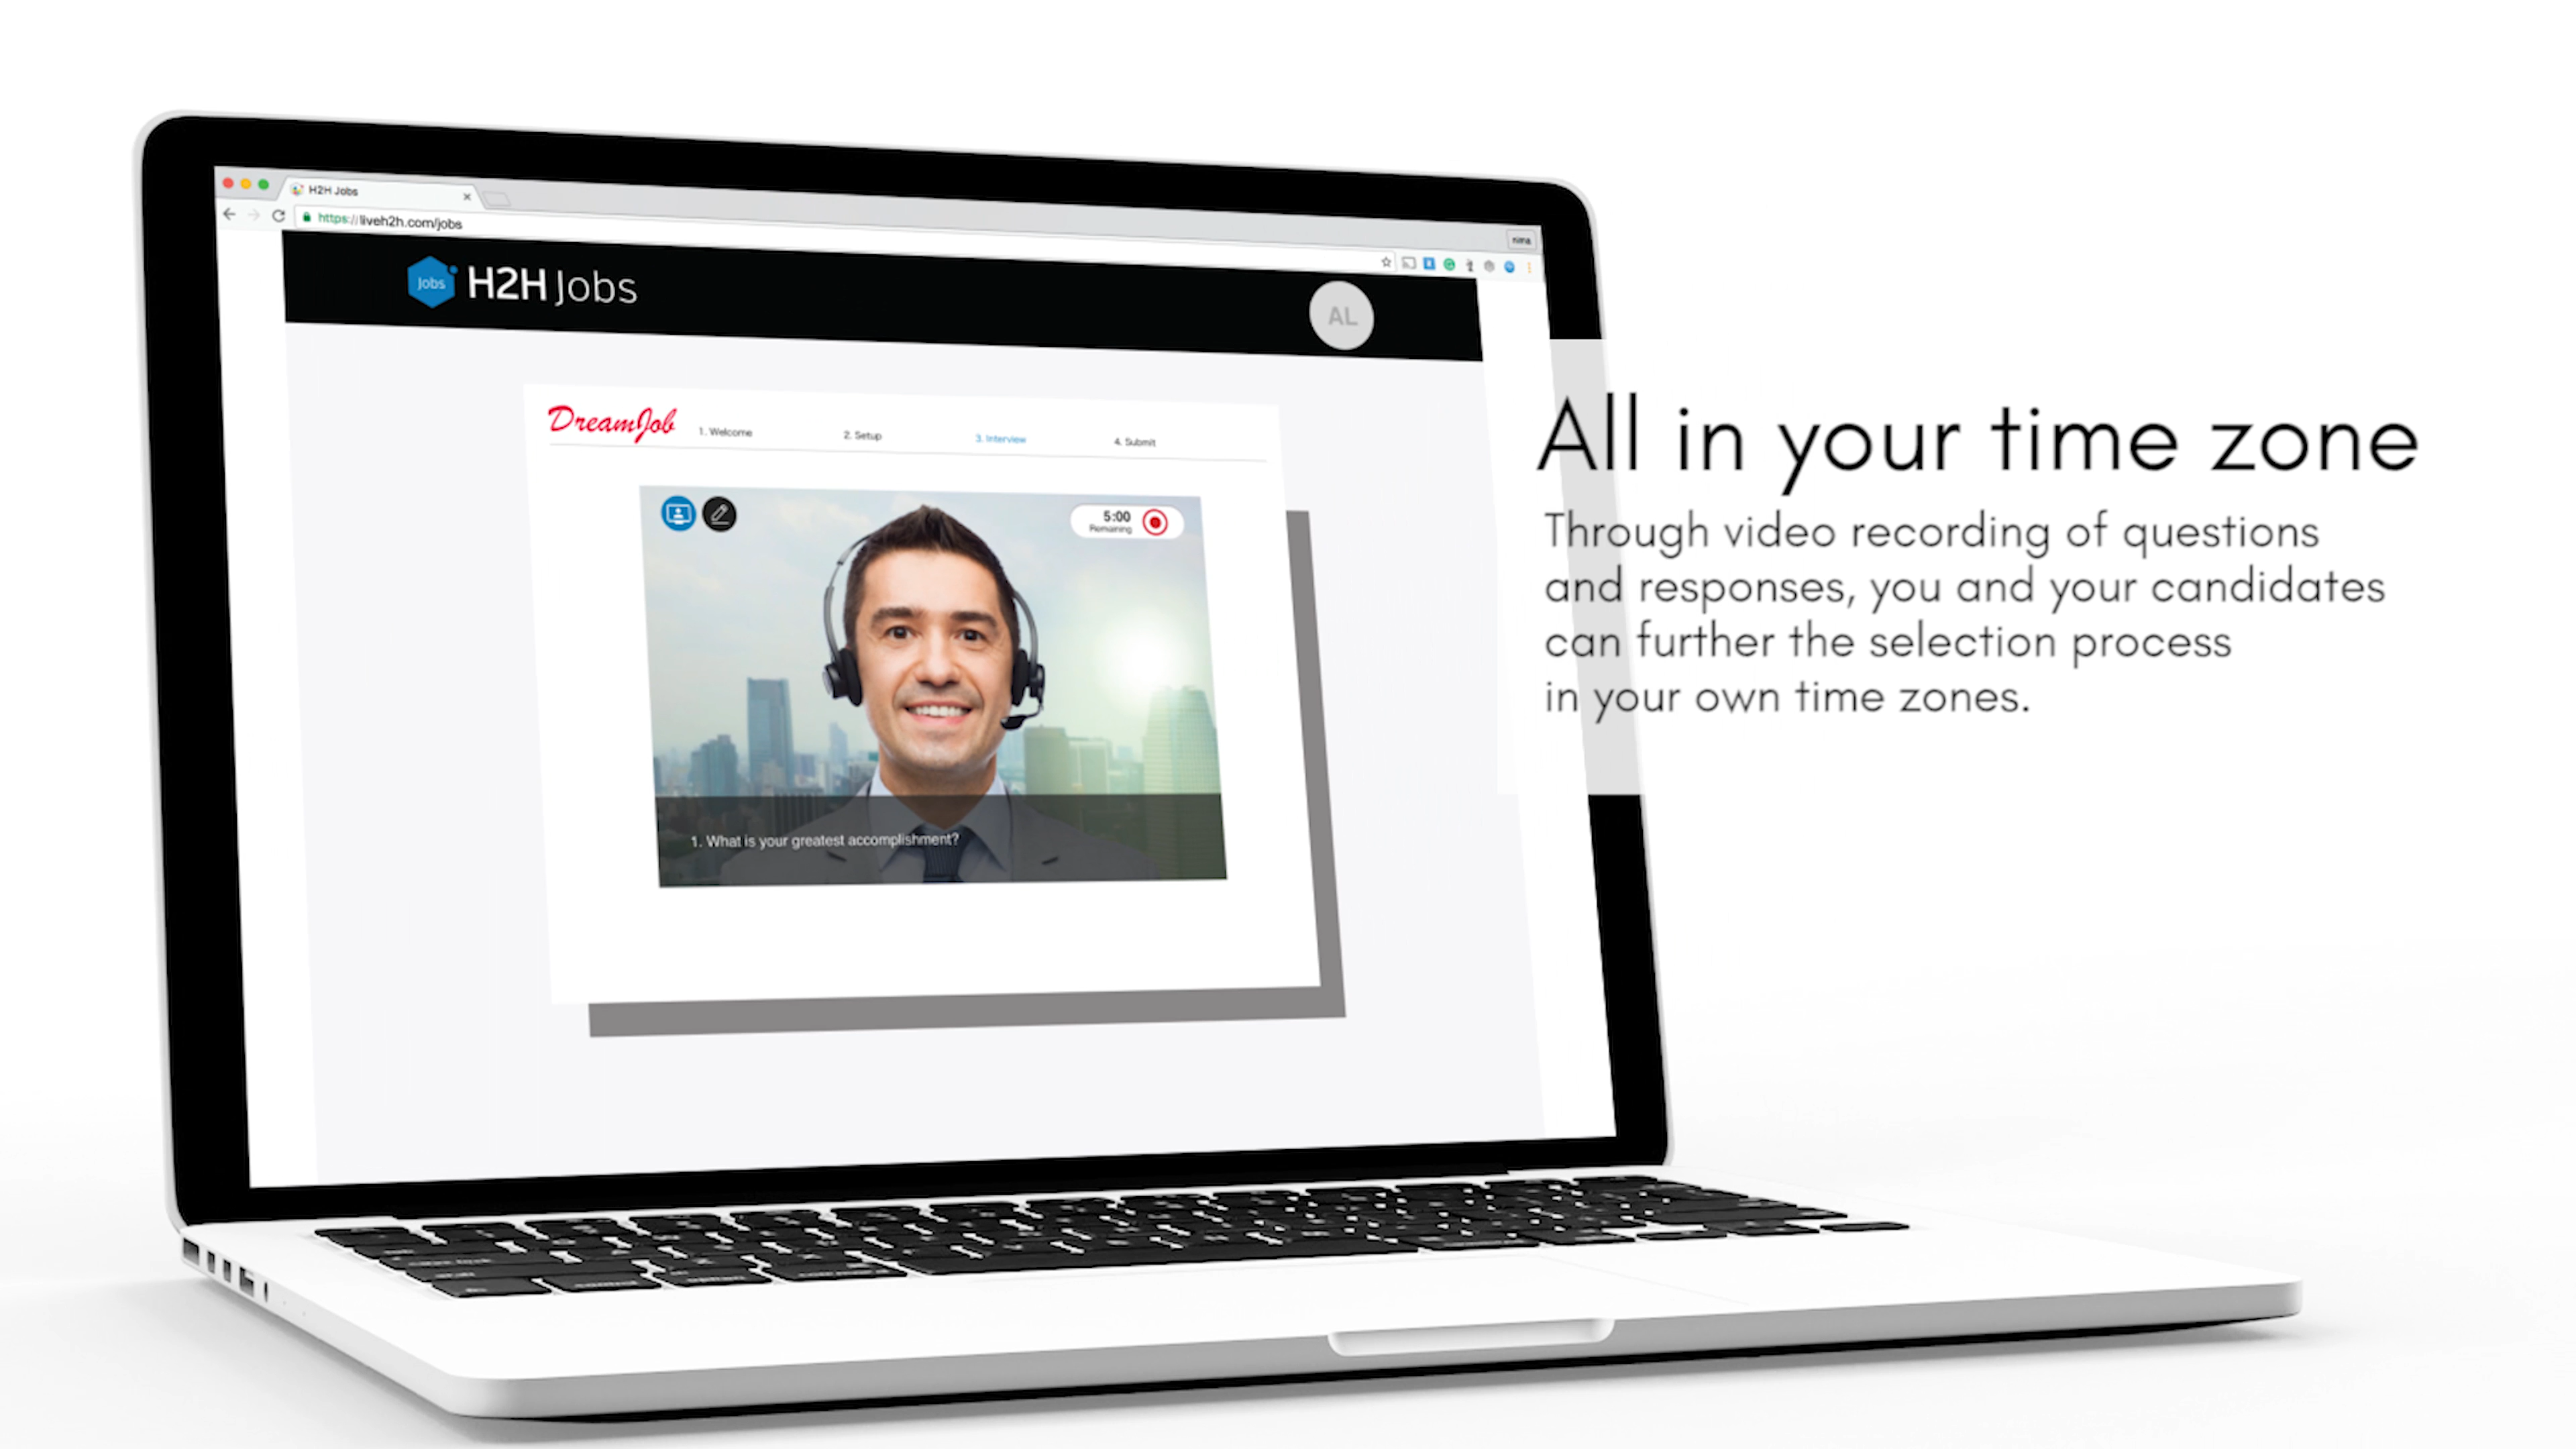 H2H Jobs
https://liveh2h.com/jobs
nima
Jobs H2H Jobs
AL
DreamJob 1. Welcome 2. Setup 3. Interview 4. Submit
5:00
Remaining
1. What is your greatest accomplishment?
All in your time zone
Through video recording of questions
and responses, you and your candidates
can further the selection process
in your own time zones.